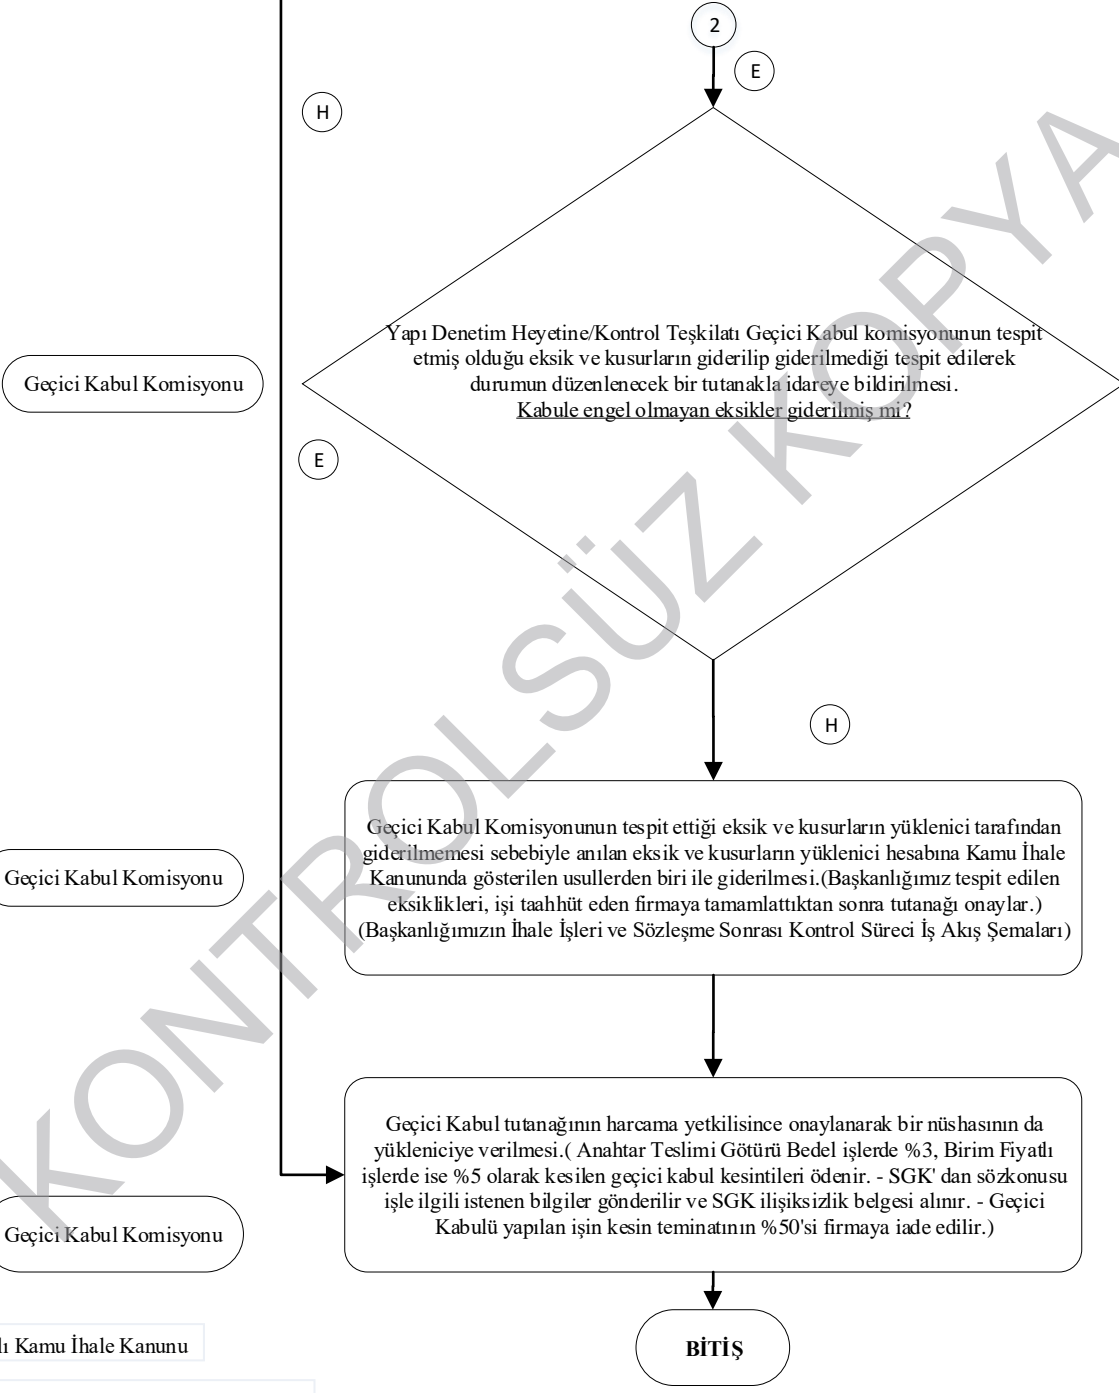 2
E
H
Yapı Denetim Heyetine/Kontrol Teşkilatı Geçici Kabul komisyonunun tespit
etmiş olduğu eksik ve kusurların giderilip giderilmediği tespit edilerek
durumun düzenlenecek bir tutanakla idareye bildirilmesi.
Kabule engel olmayan eksikler giderilmiş mi?
Geçici Kabul Komisyonu
E
H
Geçici Kabul Komisyonunun tespit ettiği eksik ve kusurların yüklenici tarafından
giderilmemesi sebebiyle anılan eksik ve kusurların yüklenici hesabına Kamu İhale
Kanununda gösterilen usullerden biri ile giderilmesi.(Başkanlığımız tespit edilen
eksiklikleri, işi taahhüt eden firmaya tamamlattıktan sonra tutanağı onaylar.)
(Başkanlığımızın İhale İşleri ve Sözleşme Sonrası Kontrol Süreci İş Akış Şemaları)
Geçici Kabul Komisyonu
Geçici Kabul tutanağının harcama yetkilisince onaylanarak bir nüshasının da
yükleniciye verilmesi.( Anahtar Teslimi Götürü Bedel işlerde %3, Birim Fiyatlı
işlerde ise %5 olarak kesilen geçici kabul kesintileri ödenir. - SGK' dan sözkonusu
işle ilgili istenen bilgiler gönderilir ve SGK ilişiksizlik belgesi alınır. - Geçici
Kabulü yapılan işin kesin teminatının %50'si firmaya iade edilir.)
Geçici Kabul Komisyonu
Kamu İhale Kanunu
BİTİŞ
KONTROLSÜZ KOPYA